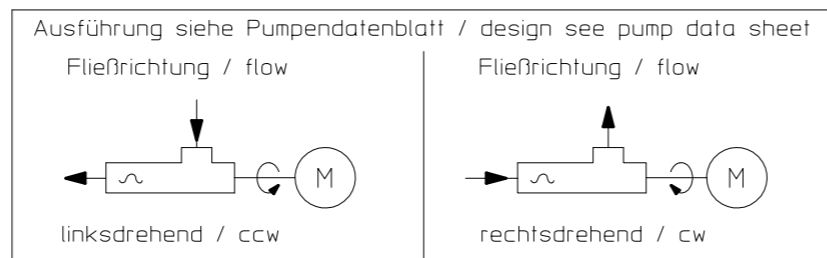 Ausführung siehe Pumpendatenblatt / design see pump data sheet
Fließrichtung / flow
M
linksdrehend / ccw
Fließrichtung / flow
M
rechtsdrehend / cw